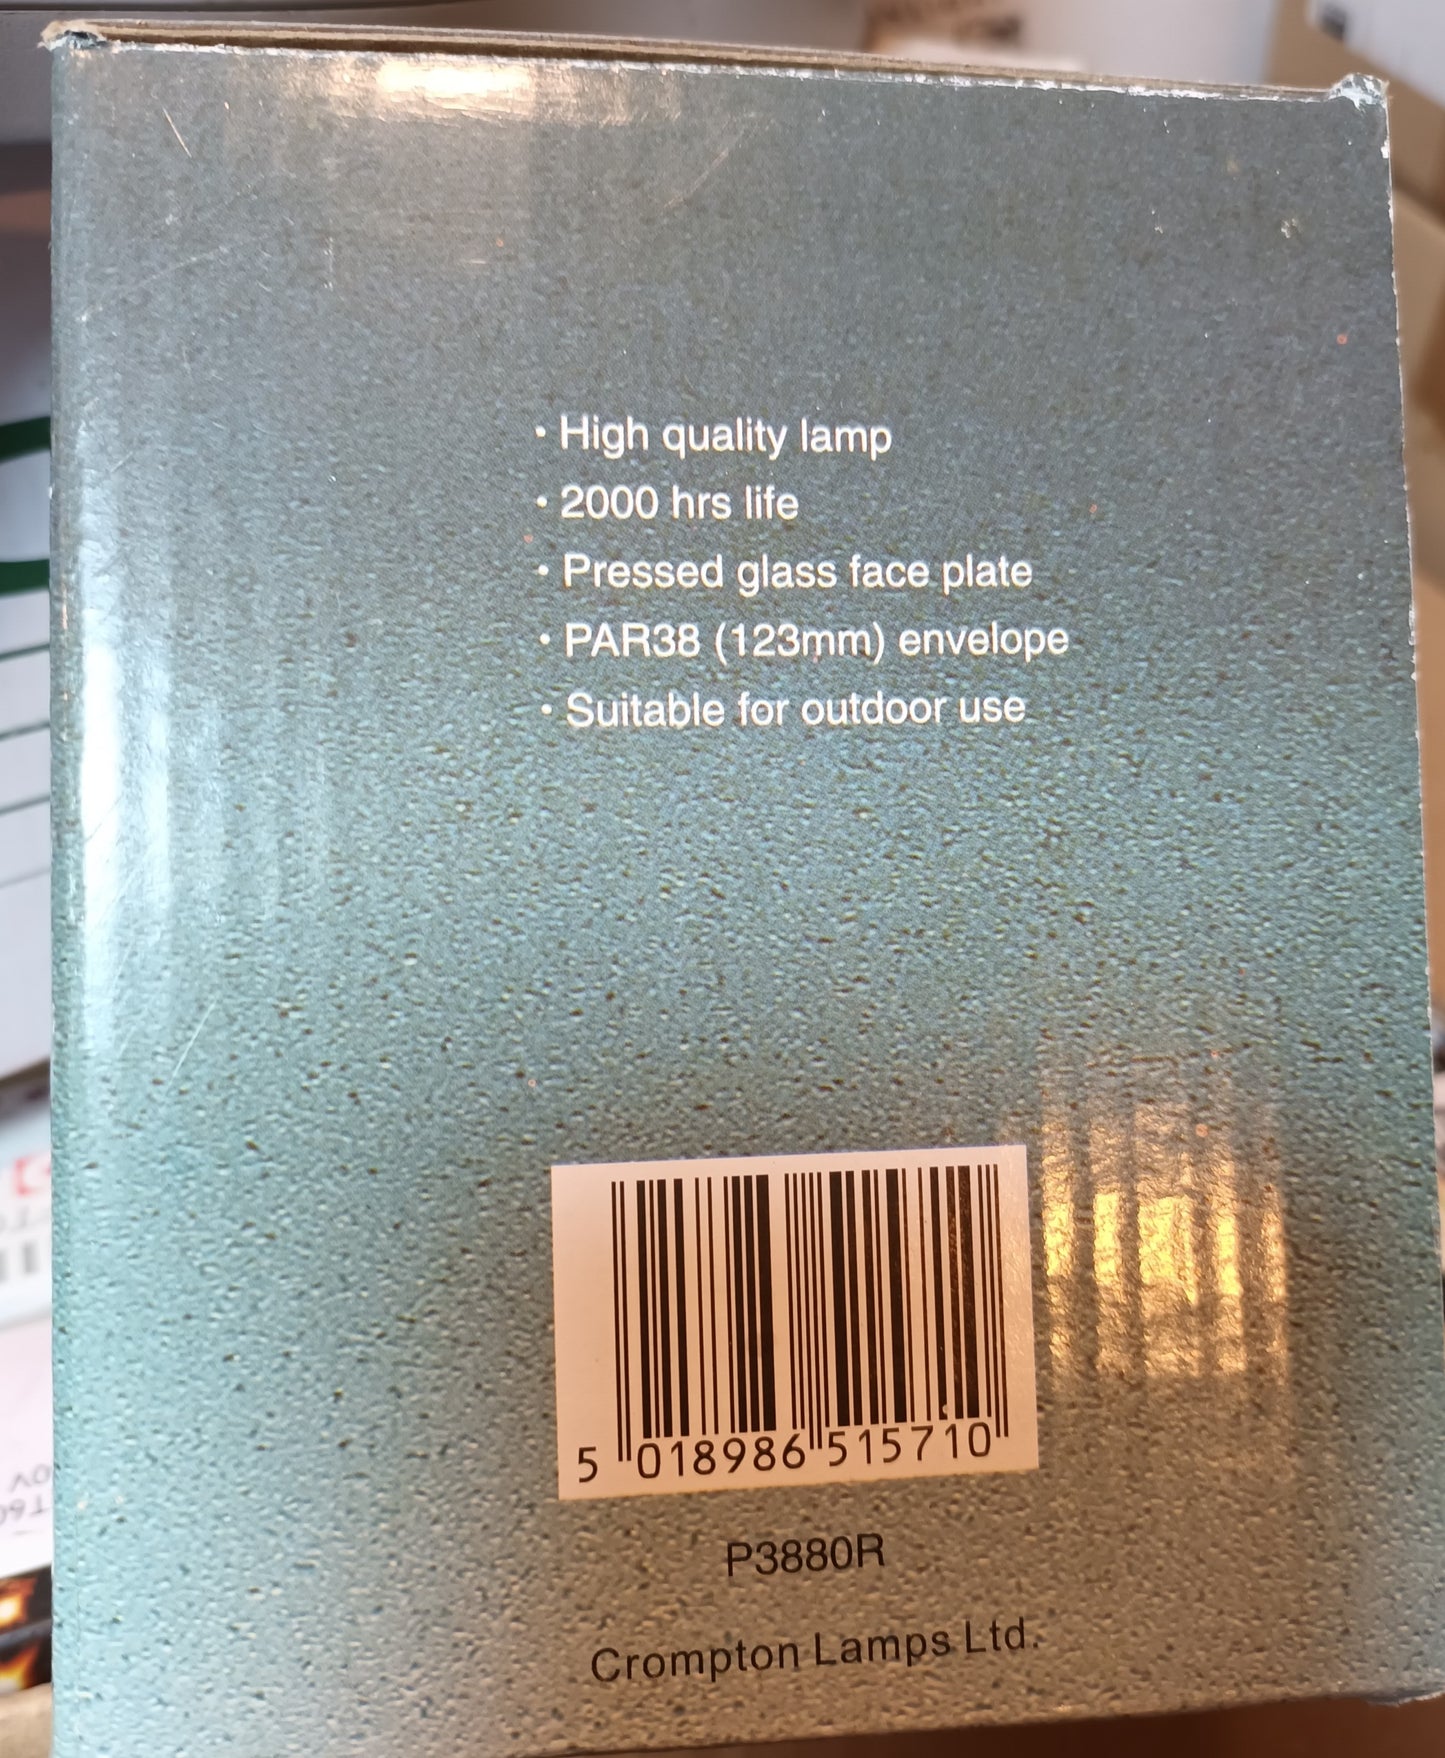 • High quality lamp
• 2000 hrs life
• Pressed glass face plate
• PAR38 (123mm) envelope
• Suitable for outdoor use
5 018986 515710
P3880R
Crompton Lamps Ltd.